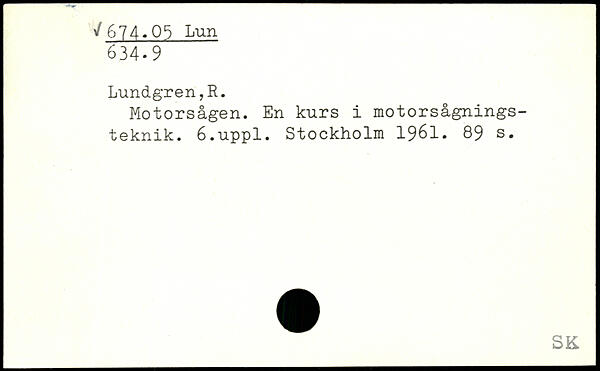 √ 674.05 Lun
634.9
Lundgren,R.
Motorsågen. En kurs i motorsågnings-
teknik. 6.uppl. Stockholm 1961. 89 s.
SK